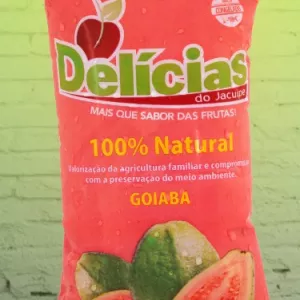 Delícias
do Jacuípe
MAIS QUE SABOR DAS FRUTAS!
100% Natural
Valorização da agricultura familiar e compromisso
com a preservação do meio ambiente.
GOIABA